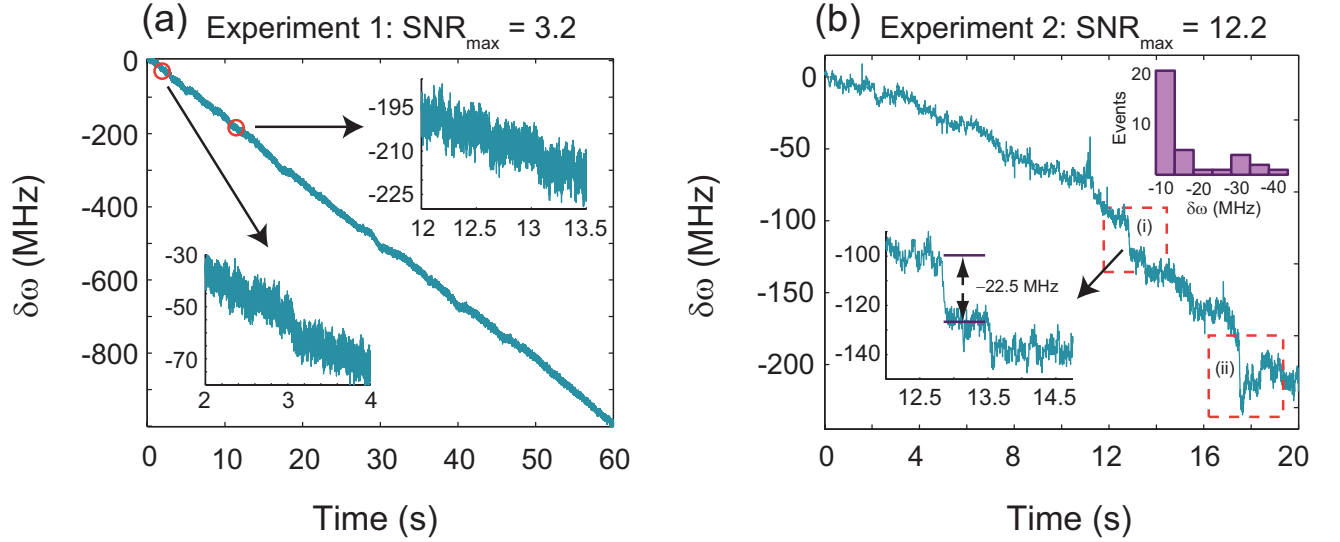 (a) Experiment 1: SNRmax = 3.2
0
-200
-400
-600
-800
δω (MHz)
0 10 20 30 40 50 60
Time (s)
-195
-210
-225
12 12.5 13 13.5
-30
-50
-70
2 3 4
(b) Experiment 2: SNRmax = 12.2
0
-50
-100
-150
-200
δω (MHz)
0 4 8 12 16 20
Time (s)
20
10
Events
-10 -20 -30 -40
δω (MHz)
(i)
(ii)
-100
-120
-140
−22.5 MHz
12.5 13.5 14.5